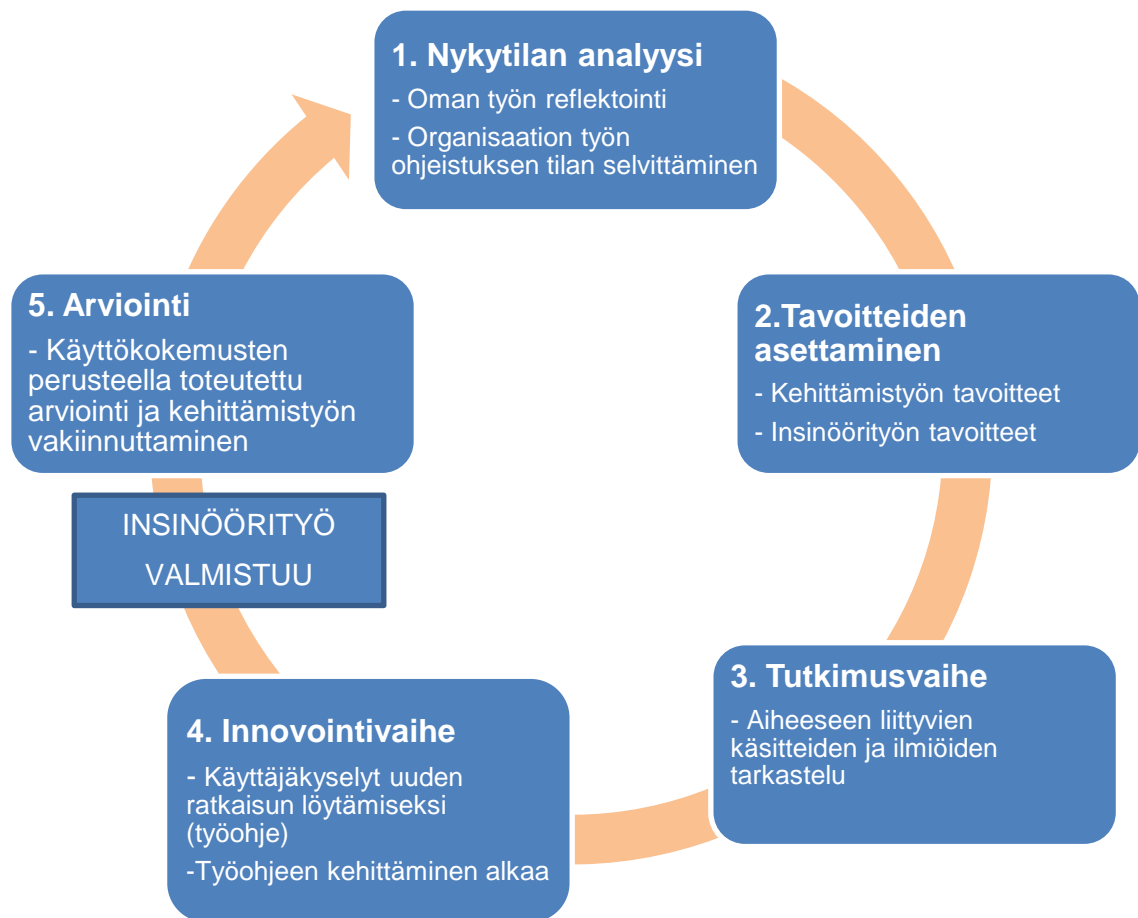 1. Nykytilan analyysi
- Oman työn reflektointi
- Organisaation työn
ohjeistuksen tilan selvittäminen
2.Tavoitteiden
asettaminen
- Kehittämistyön tavoitteet
- Insinöörityön tavoitteet
3. Tutkimusvaihe
- Aiheeseen liittyvien
käsitteiden ja ilmiöiden
tarkastelu
4. Innovointivaihe
- Käyttäjäkyselyt uuden
ratkaisun löytämiseksi
(työohje)
-Työohjeen kehittäminen alkaa
INSINÖÖRITYÖ
VALMISTUU
5. Arviointi
- Käyttökokemusten
perusteella toteutettu
arviointi ja kehittämistyön
vakiinnuttaminen